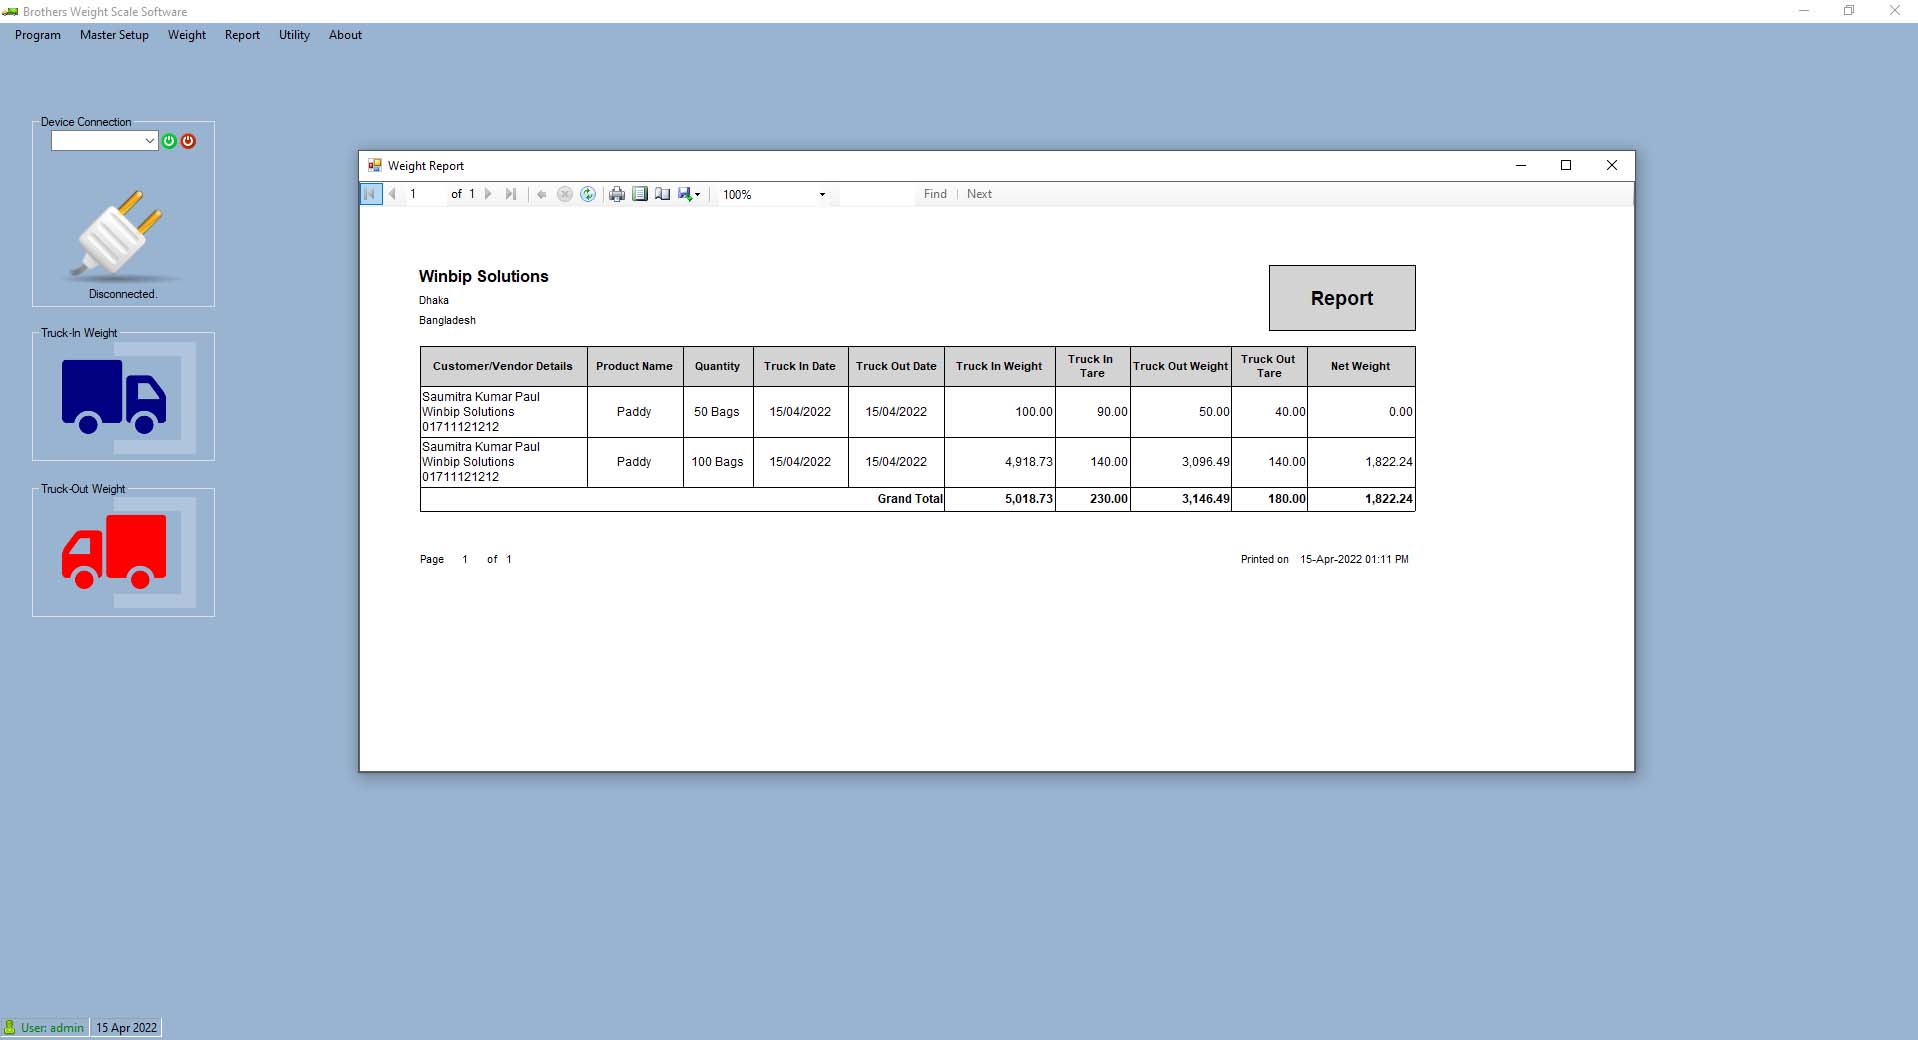 Brothers Weight Scale Software
Program Master Setup Weight Report Utility About
Device Connection
Disconnected.
Truck-In Weight
Truck-Out Weight
Weight Report
1 of 1 100% Find Next
Winbip Solutions
Dhaka
Bangladesh
Report
Customer/Vendor Details Product Name Quantity Truck In Date Truck Out Date Truck In Weight Truck In Tare Truck Out Weight Truck Out Tare Net Weight
Saumitra Kumar Paul
Winbip Solutions
01711121212
Paddy 50 Bags 15/04/2022 15/04/2022 100.00 90.00 50.00 40.00 0.00
Saumitra Kumar Paul
Winbip Solutions
01711121212
Paddy 100 Bags 15/04/2022 15/04/2022 4,918.73 140.00 3,096.49 140.00 1,822.24
Grand Total 5,018.73 230.00 3,146.49 180.00 1,822.24
Page 1 of 1
Printed on 15-Apr-2022 01:11 PM
User: admin 15 Apr 2022